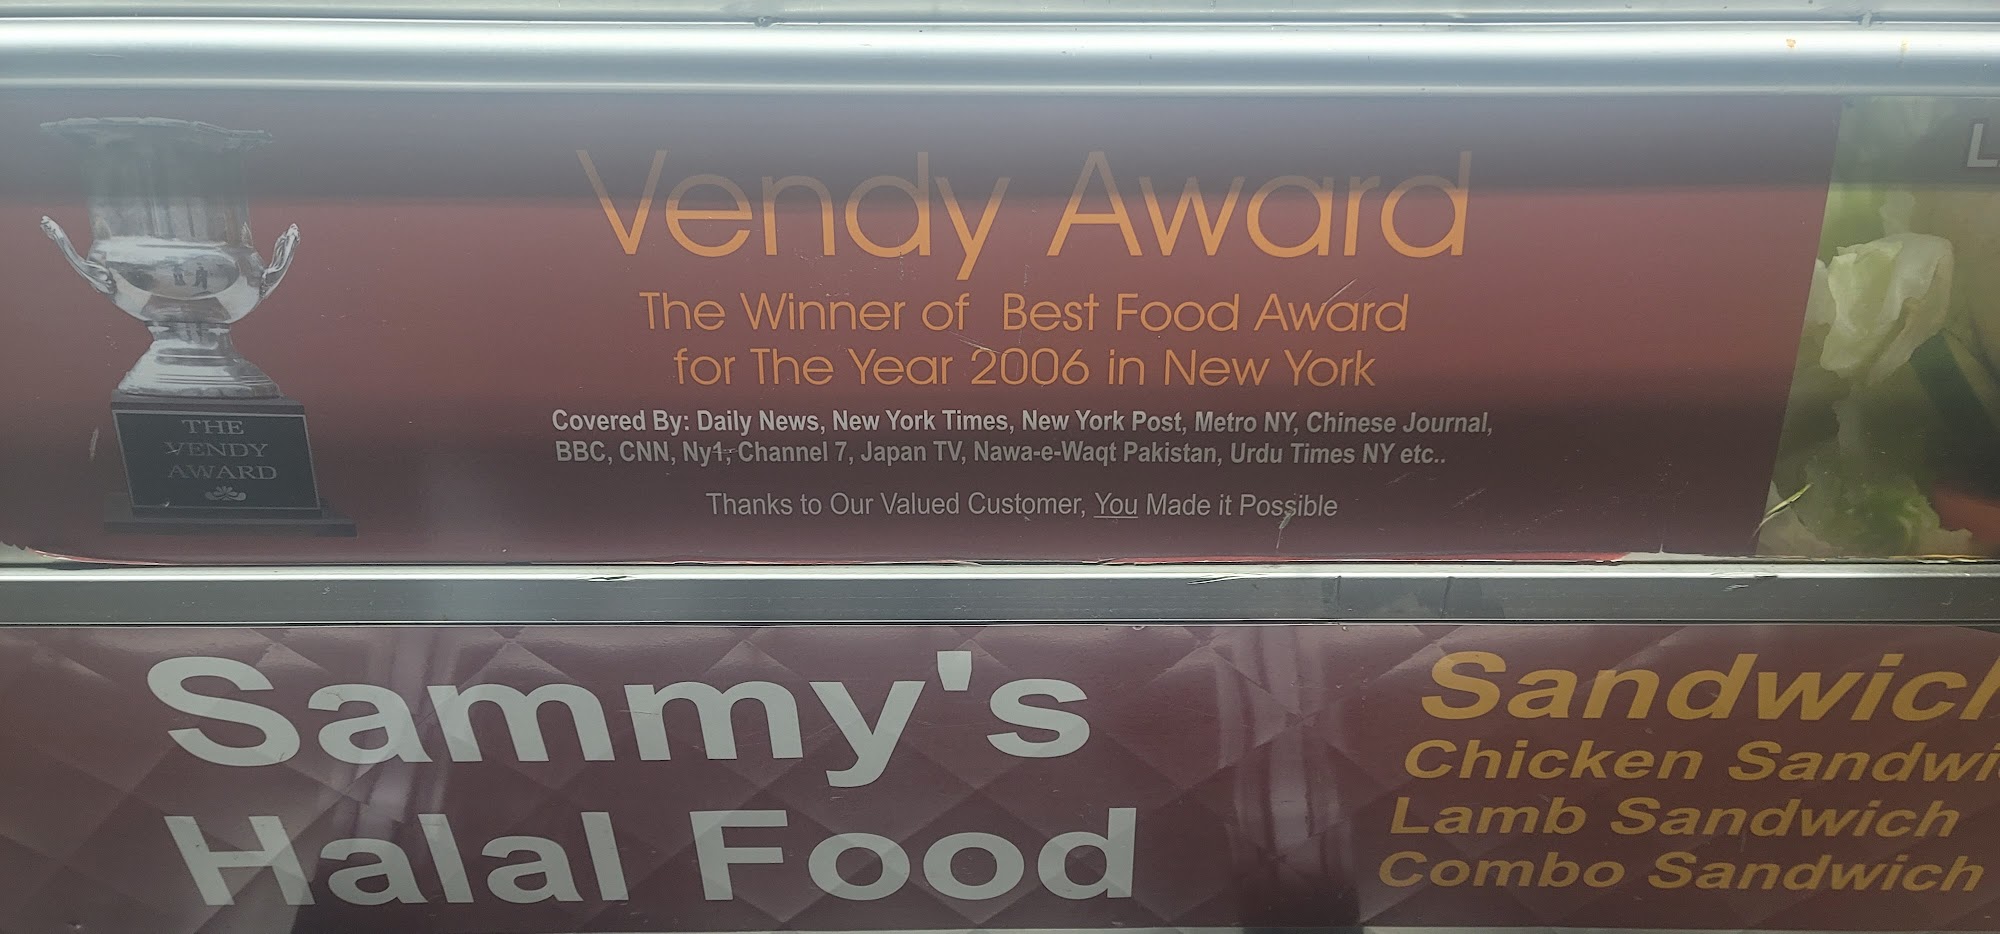 Vendy Award
The Winner of Best Food Award
for The Year 2006 in New York
Covered By: Daily News, New York Times, New York Post, Metro NY, Chinese Journal,
BBC, CNN, Ny1, Channel 7, Japan TV, Nawa-e-Waqt Pakistan, Urdu Times NY etc..
Thanks to Our Valued Customer, You Made it Possible
THE
VENDY
AWARD
L
Sammy's
Halal Food
Sandwich
Chicken Sandwi
Lamb Sandwich
Combo Sandwich